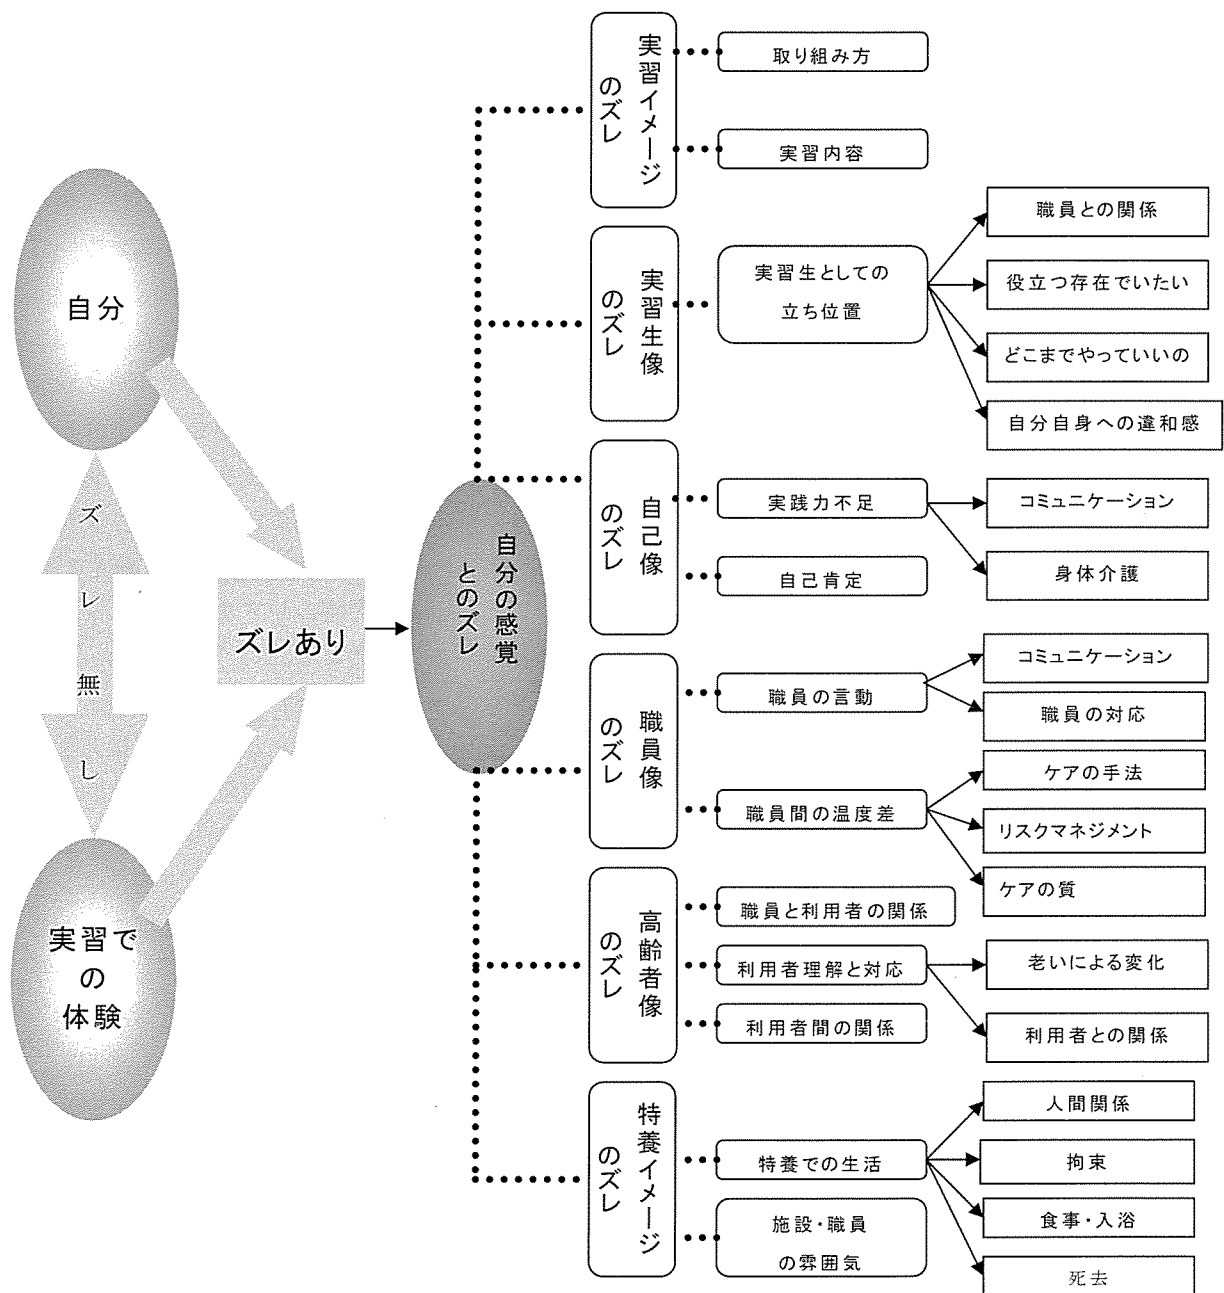 自分
ズレ無し
実習で
の
体験
ズレあり
自分の感覚
とのズレ
実習イメージ
のズレ
取り組み方
実習内容
実習生像
のズレ
実習生としての
立ち位置
職員との関係
役立つ存在でいたい
どこまでやっていいの
自分自身への違和感
自己像
のズレ
実践力不足
自己肯定
コミュニケーション
身体介護
職員像
のズレ
職員の言動
コミュニケーション
職員の対応
職員間の温度差
ケアの手法
リスクマネジメント
ケアの質
高齢者像
のズレ
職員と利用者の関係
利用者理解と対応
利用者間の関係
老いによる変化
利用者との関係
特養イメージ
のズレ
特養での生活
施設・職員
の雰囲気
人間関係
拘束
食事・入浴
死去